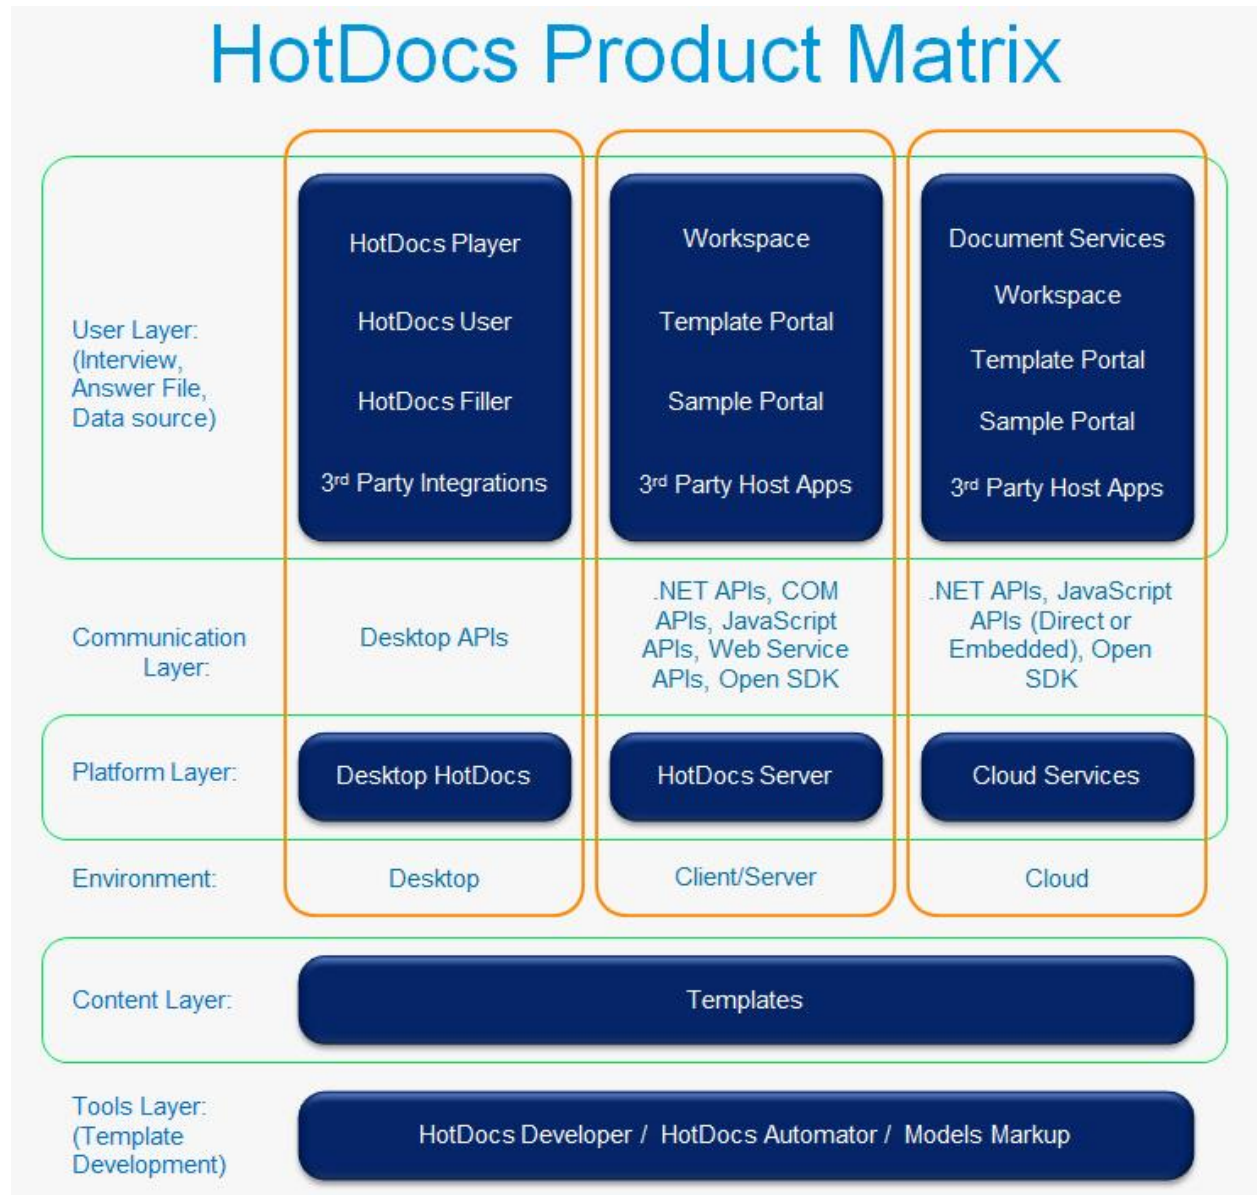 HotDocs Product Matrix
User Layer:
(Interview,
Answer File,
Data source)
HotDocs Player
HotDocs User
HotDocs Filler
3rd Party Integrations
Workspace
Template Portal
Sample Portal
3rd Party Host Apps
Document Services
Workspace
Template Portal
Sample Portal
3rd Party Host Apps
Communication
Layer:
Desktop APIs
.NET APIs, COM
APIs, JavaScript
APIs, Web Service
APIs, Open SDK
.NET APIs, JavaScript
APIs (Direct or
Embedded), Open
SDK
Platform Layer:
Desktop HotDocs
HotDocs Server
Cloud Services
Environment:
Desktop
Client/Server
Cloud
Content Layer:
Templates
Tools Layer:
(Template
Development)
HotDocs Developer / HotDocs Automator / Models Markup